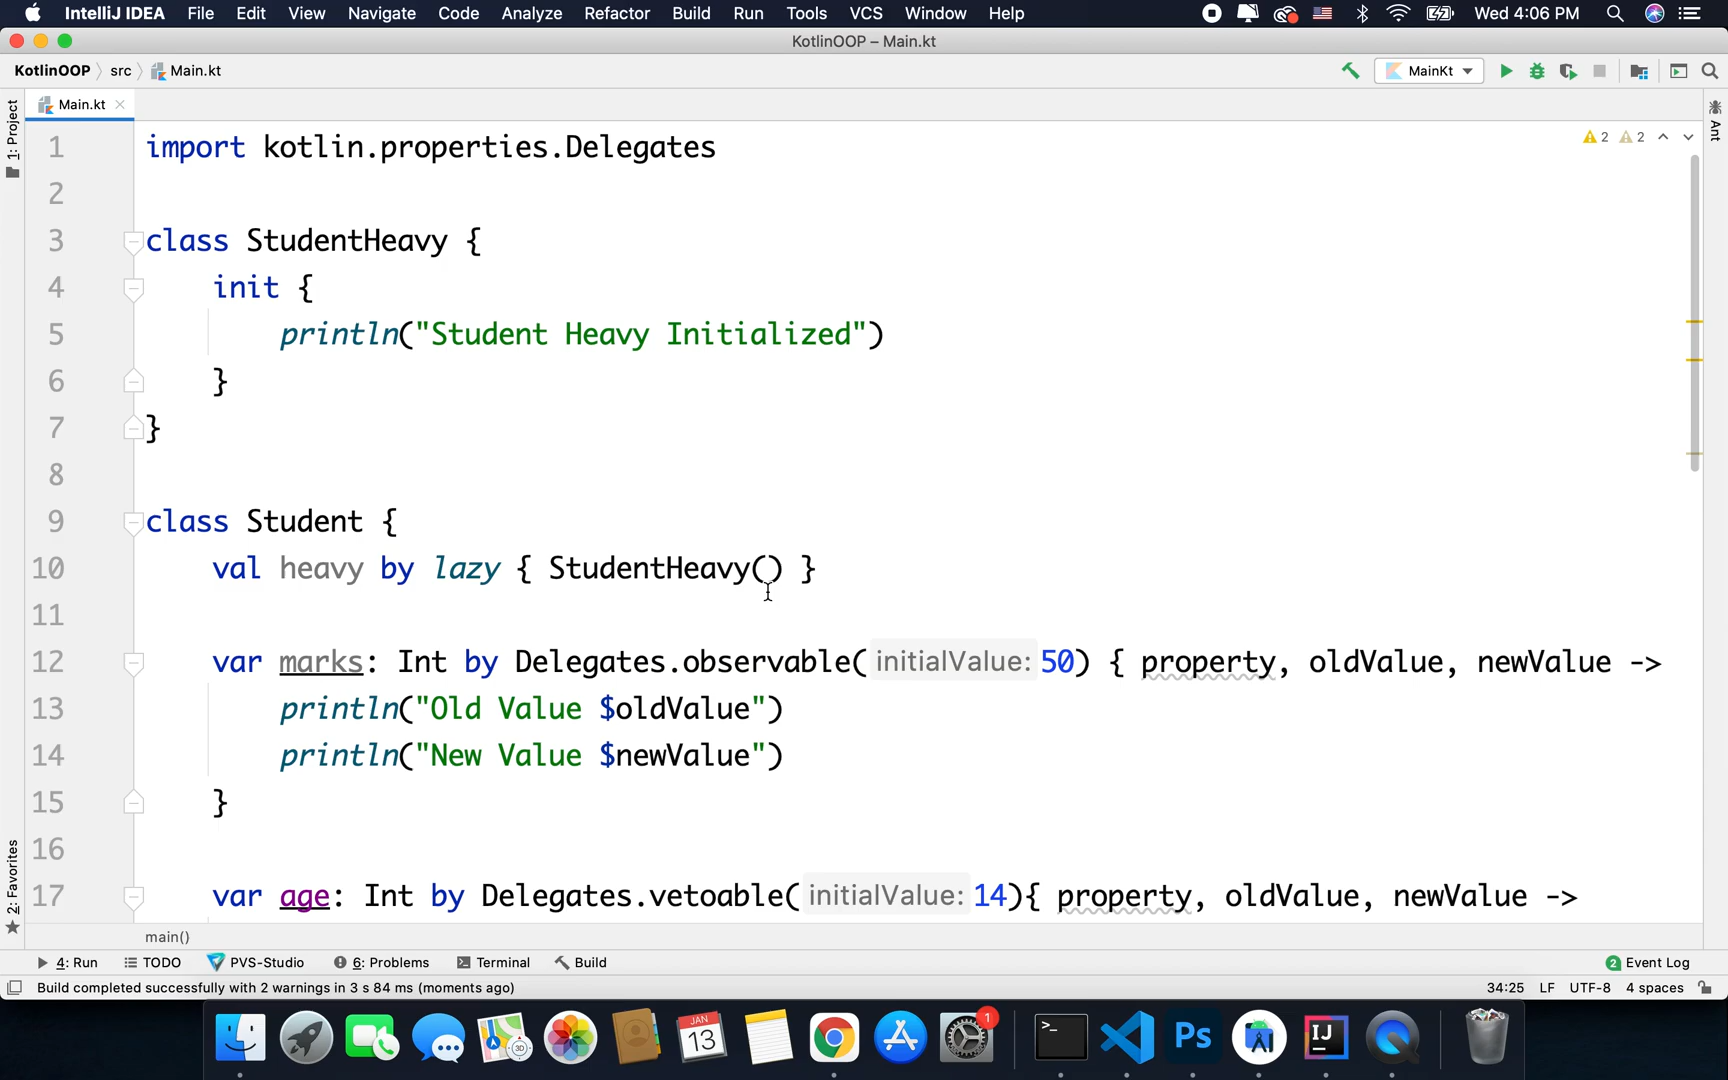 IntelliJ IDEA File Edit View Navigate Code Analyze Refactor Build Run Tools VCS Window Help Wed 4:06 PM
KotlinOOP – Main.kt
KotlinOOP src Main.kt MainKt
1: Project
Main.kt
Ant
2 2
1 import kotlin.properties.Delegates
2
3 class StudentHeavy {
4 init {
5 println("Student Heavy Initialized")
6 }
7 }
8
9 class Student {
10 val heavy by lazy { StudentHeavy() }
11
12 var marks: Int by Delegates.observable( initialValue: 50) { property, oldValue, newValue ->
13 println("Old Value $oldValue")
14 println("New Value $newValue")
15 }
16
17 var age: Int by Delegates.vetoable( initialValue: 14){ property, oldValue, newValue ->
2: Favorites
main()
4: Run TODO PVS-Studio 6: Problems Terminal Build 2 Event Log
Build completed successfully with 2 warnings in 3 s 84 ms (moments ago) 34:25 LF UTF-8 4 spaces
3D JAN 13 1 >_ Ps IJ